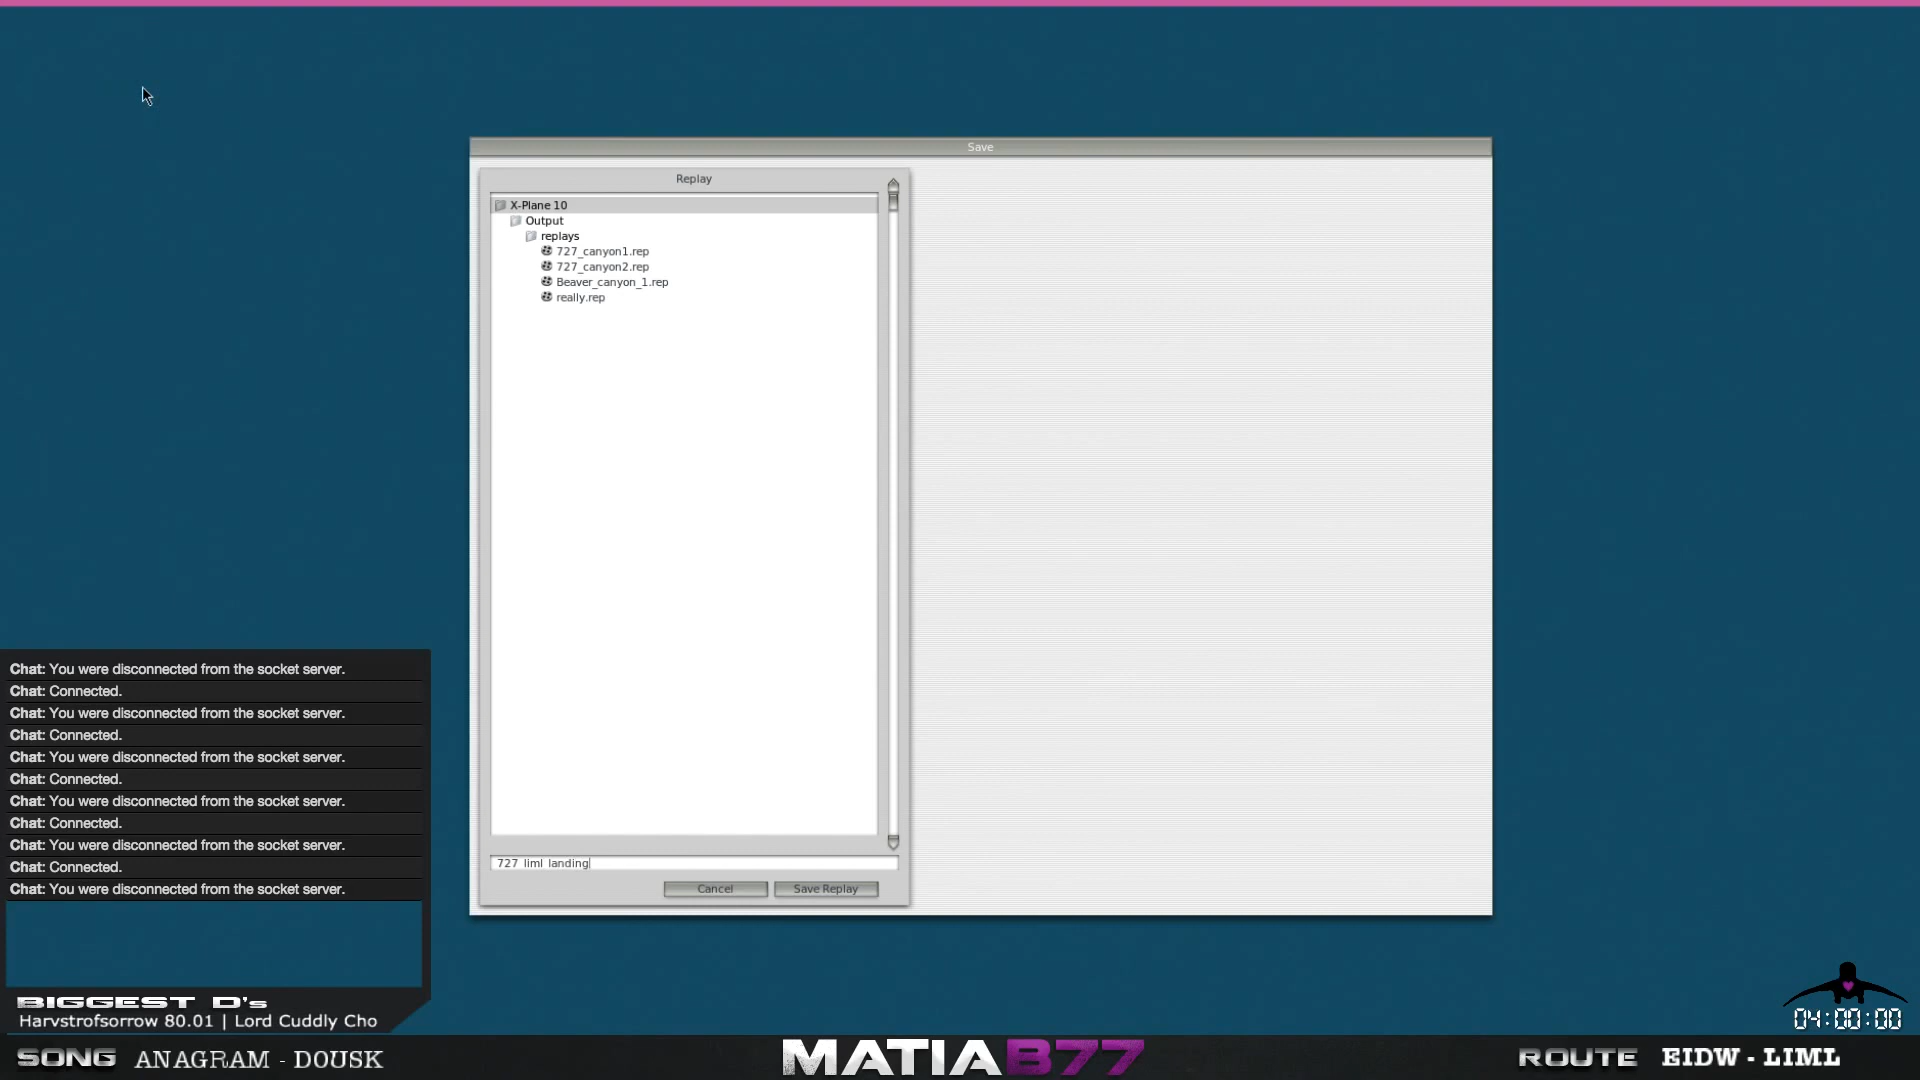 Save
Replay
X-Plane 10
Output
replays
727_canyon1.rep
727_canyon2.rep
Beaver_canyon_1.rep
really.rep
727 liml landing
Cancel
Save Replay
Chat: You were disconnected from the socket server.
Chat: Connected.
Chat: You were disconnected from the socket server.
Chat: Connected.
Chat: You were disconnected from the socket server.
Chat: Connected.
Chat: You were disconnected from the socket server.
Chat: Connected.
Chat: You were disconnected from the socket server.
Chat: Connected.
Chat: You were disconnected from the socket server.
BIGGEST D's
Harvstrofsorrow 80.01 | Lord Cuddly Cho
04:00:00
SONG ANAGRAM - DOUSK
MATIAB77
ROUTE EIDW - LIML